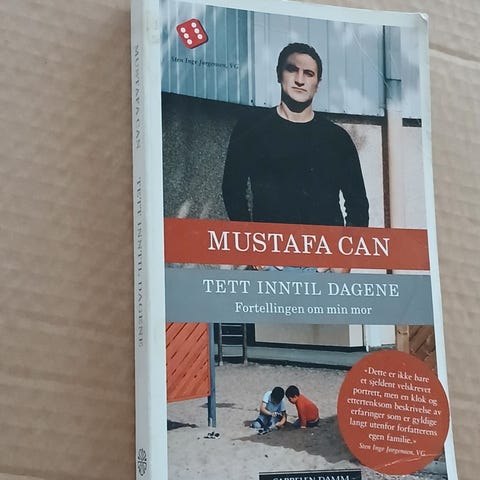 Sten Inge Jørgensen, VG
MUSTAFA CAN
TETT INNTIL DAGENE
Fortellingen om min mor
«Dette er ikke bare
et sjeldent velskrevet
portrett, men en klok og
ettertenksom beskrivelse av
erfaringer som er gyldige
langt utenfor forfatterens
egen familie.»
Sten Inge Jørgensen, VG
CAPPELEN DAMM
MUSTAFA CAN TETT INNTIL DAGENE